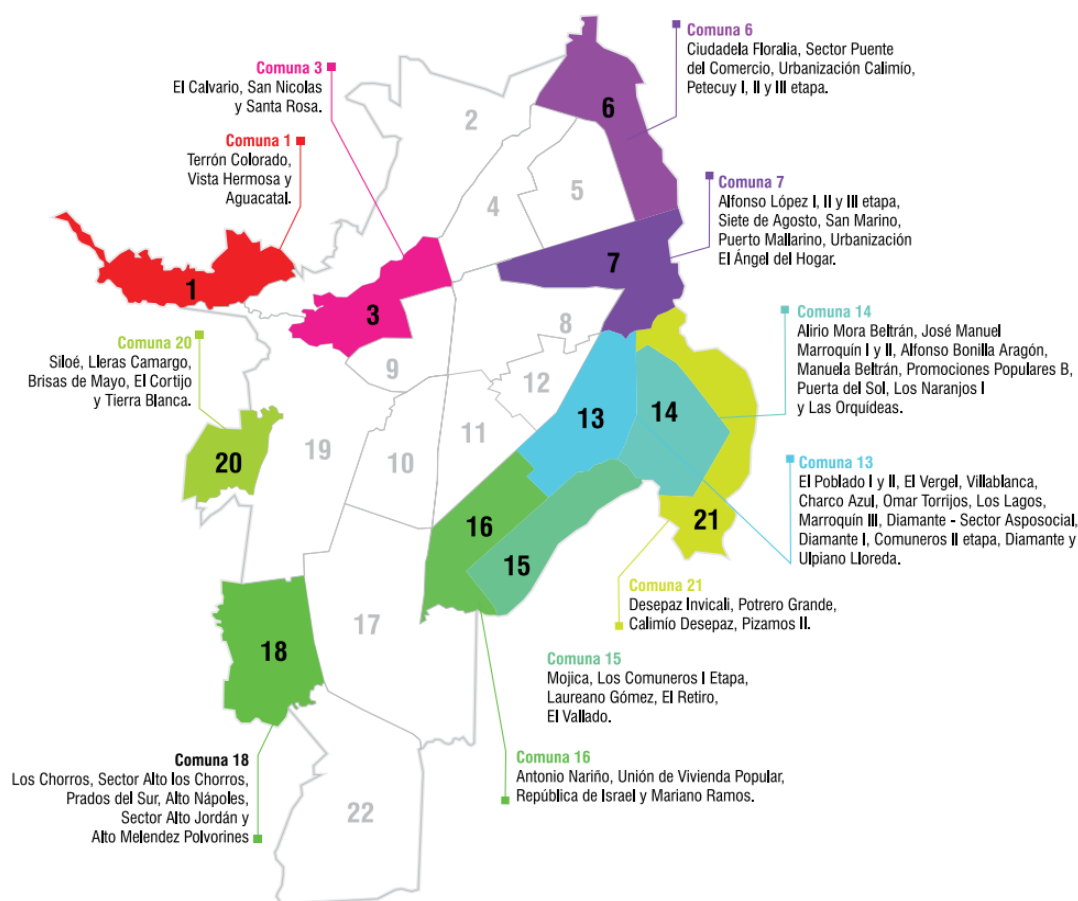 Comuna 6
Ciudadela Floralia, Sector Puente
del Comercio, Urbanización Calimío,
Petecuy I, II y III etapa.
Comuna 3
El Calvario, San Nicolas
y Santa Rosa.
Comuna 1
Terrón Colorado,
Vista Hermosa y
Aguacatal.
Comuna 7
Alfonso López I, II y III etapa,
Siete de Agosto, San Marino,
Puerto Mallarino, Urbanización
El Ángel del Hogar.
Comuna 14
Alirio Mora Beltrán, José Manuel
Marroquín I y II, Alfonso Bonilla Aragón,
Manuela Beltrán, Promociones Populares B,
Puerta del Sol, Los Naranjos I
y Las Orquídeas.
Comuna 20
Siloé, Lleras Camargo,
Brisas de Mayo, El Cortijo
y Tierra Blanca.
Comuna 13
El Poblado I y II, El Vergel, Villablanca,
Charco Azul, Omar Torrijos, Los Lagos,
Marroquín III, Diamante - Sector Asposocial,
Diamante I, Comuneros II etapa, Diamante y
Ulpiano Lloreda.
Comuna 21
Desepaz Invicali, Potrero Grande,
Calimío Desepaz, Pizamos II.
Comuna 15
Mojica, Los Comuneros I Etapa,
Laureano Gómez, El Retiro,
El Vallado.
Comuna 16
Antonio Nariño, Unión de Vivienda Popular,
República de Israel y Mariano Ramos.
Comuna 18
Los Chorros, Sector Alto los Chorros,
Prados del Sur, Alto Nápoles,
Sector Alto Jordán y
Alto Melendez Polvorines
2
6
5
4
7
1
3
8
9
12
13
14
11
10
19
20
16
21
15
17
18
22